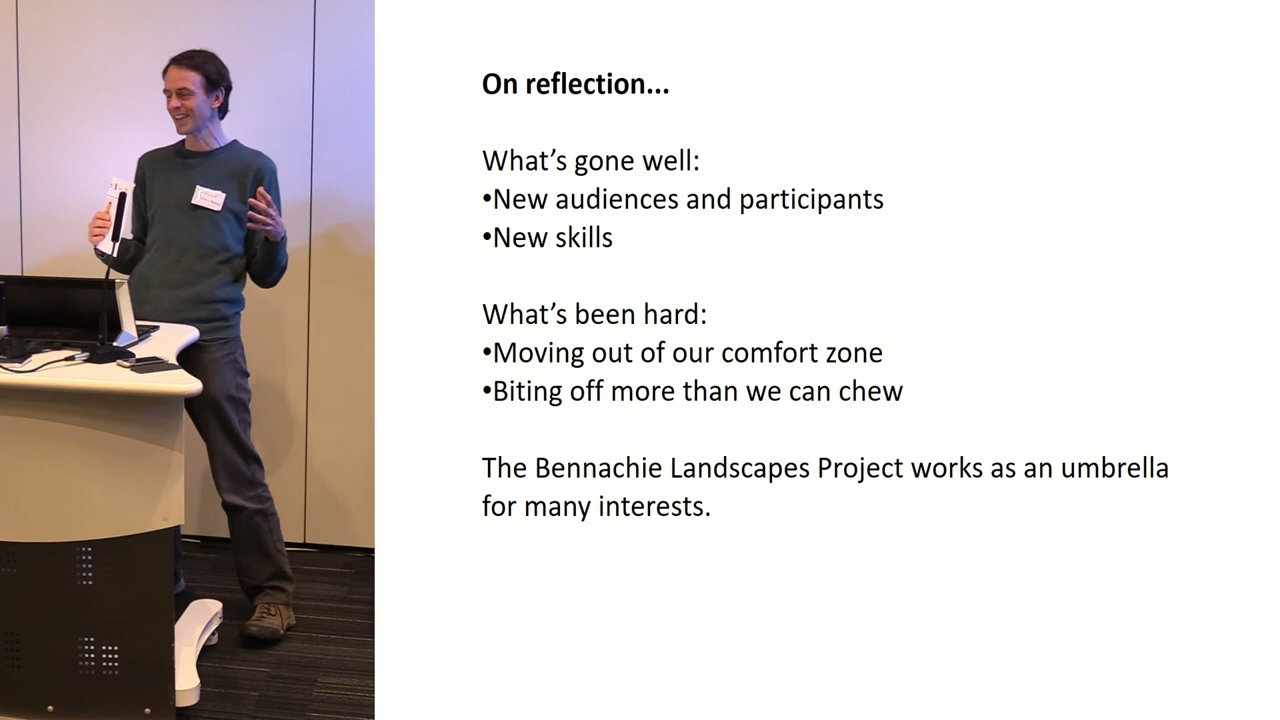 On reflection...
What's gone well:
•New audiences and participants
•New skills
What's been hard:
•Moving out of our comfort zone
•Biting off more than we can chew
The Bennachie Landscapes Project works as an umbrella
for many interests.